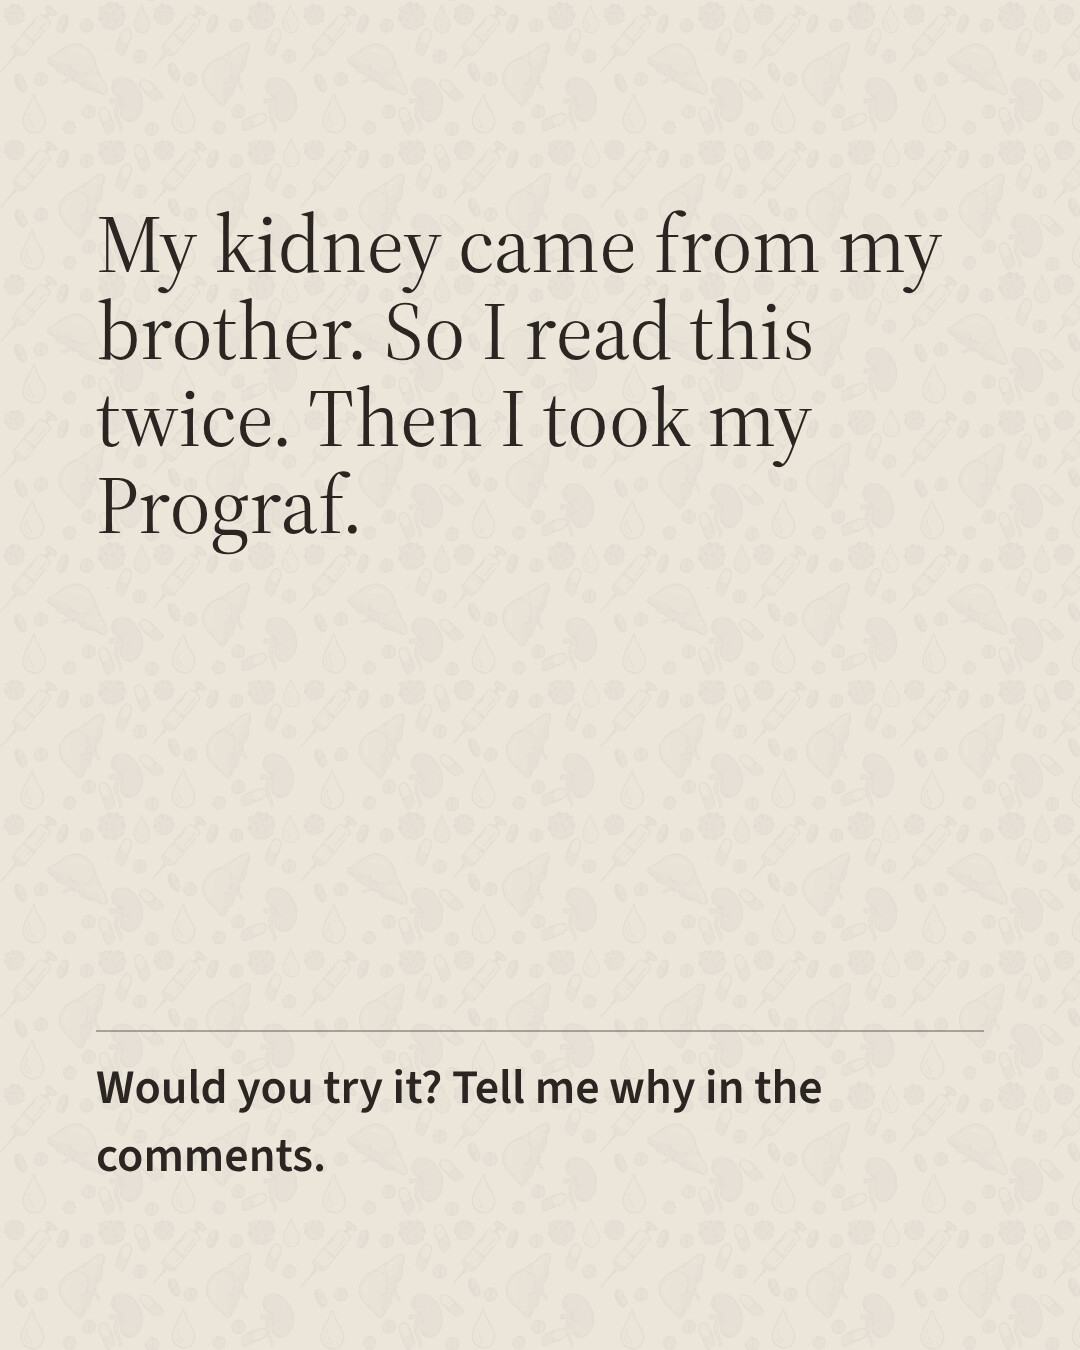 My kidney came from my
brother. So I read this
twice. Then I took my
Prograf.
Would you try it? Tell me why in the
comments.